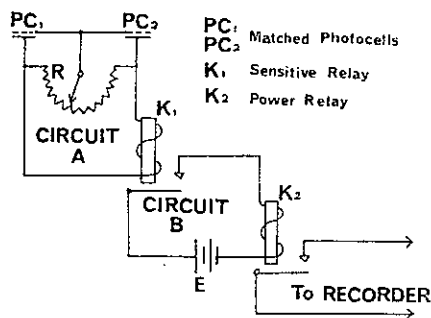 PC₁ PC₂
PC₁
PC₂ Matched Photocells
K₁ Sensitive Relay
K₂ Power Relay
R
K₁
CIRCUIT
A
CIRCUIT
B
K₂
E
To RECORDER